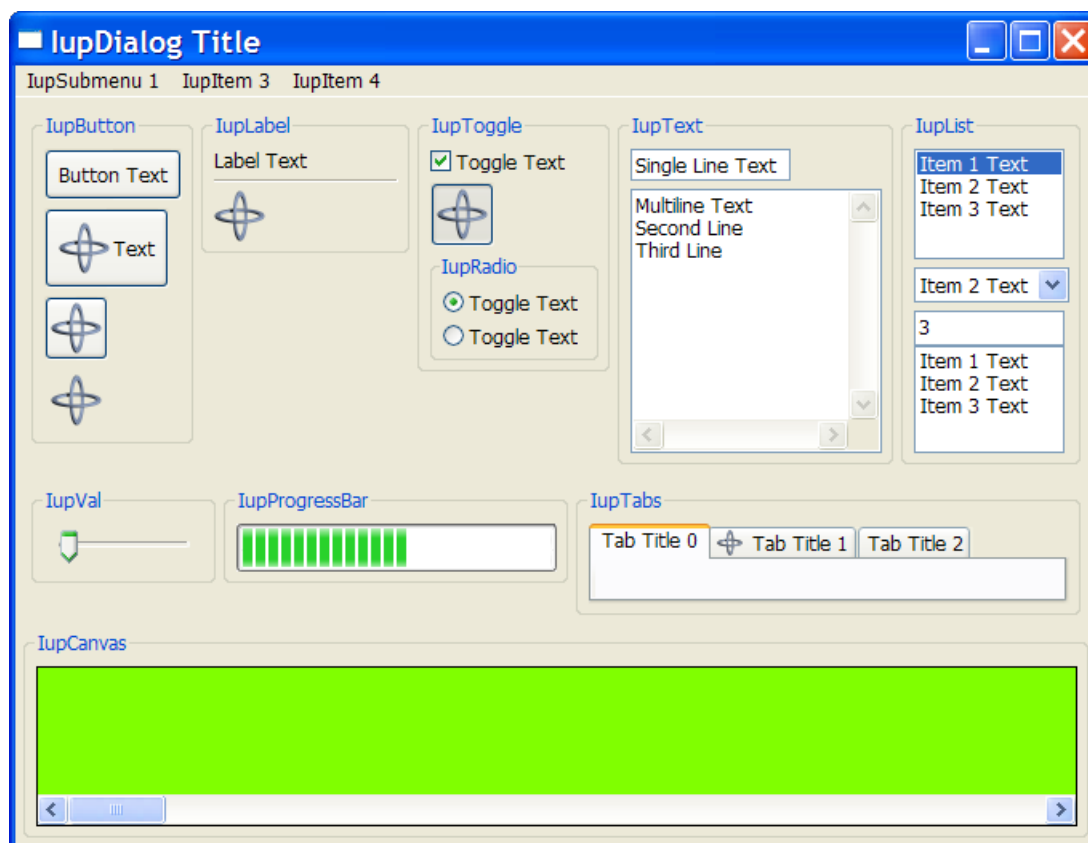 IupDialog Title
IupSubmenu 1 IupItem 3 IupItem 4
IupButton
Button Text
Text
IupLabel
Label Text
IupToggle
Toggle Text
IupRadio
Toggle Text
Toggle Text
IupText
Single Line Text
Multiline Text
Second Line
Third Line
IupList
Item 1 Text
Item 2 Text
Item 3 Text
Item 2 Text
3
Item 1 Text
Item 2 Text
Item 3 Text
IupVal
IupProgressBar
IupTabs
Tab Title 0 Tab Title 1 Tab Title 2
IupCanvas